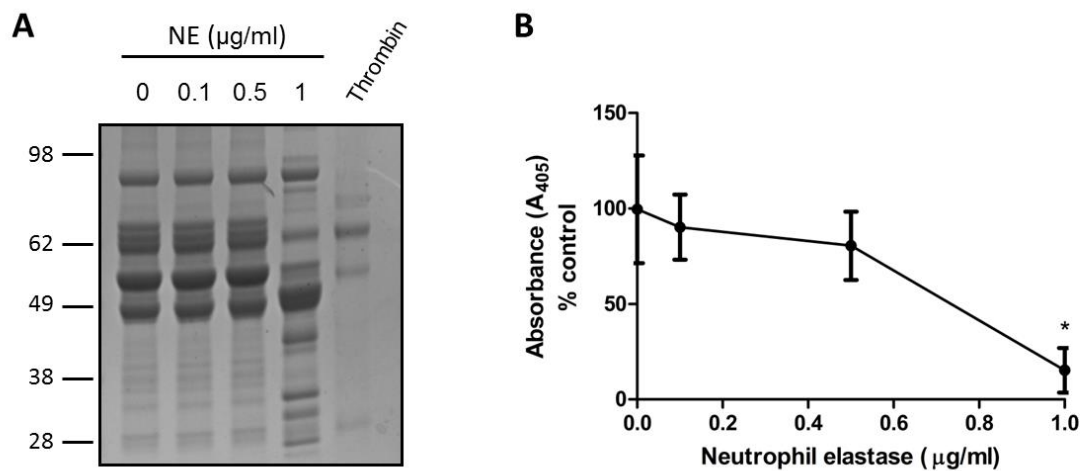 A
NE (μg/ml)
0 0.1 0.5 1 Thrombin
98
62
49
38
28
B
150
100
50
0
Absorbance (A405)
% control
*
0.0 0.2 0.4 0.6 0.8 1.0
Neutrophil elastase (μg/ml)